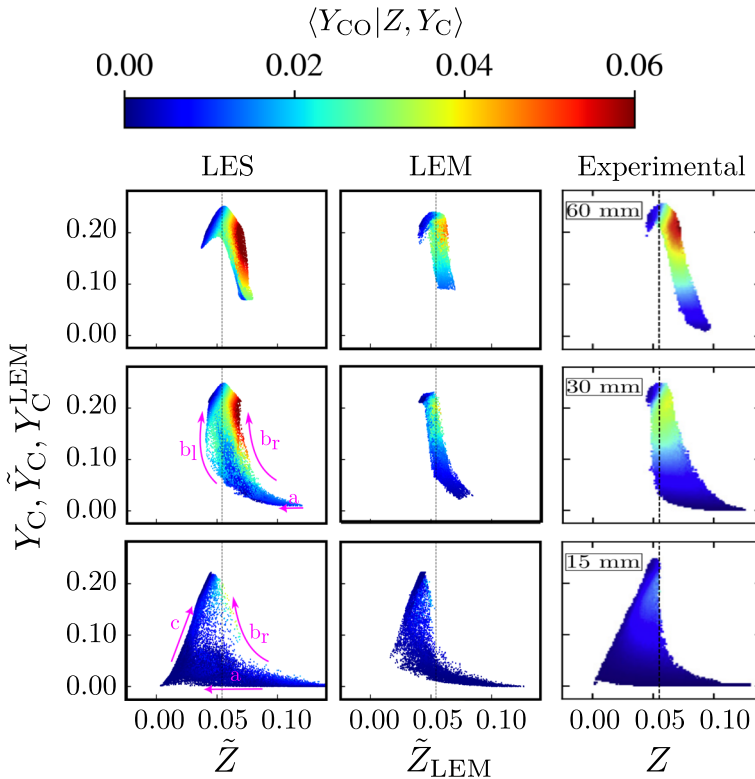 ⟨Y_CO|Z, Y_C⟩
0.00 0.02 0.04 0.06
LES LEM Experimental
0.20 0.10 0.00
60 mm
0.20 0.10 0.00
b_l b_r a
30 mm
0.20 0.10 0.00
c b_r a
15 mm
Y_C, Ỹ_C, Y_C^LEM
0.00 0.05 0.10 0.00 0.05 0.10 0.00 0.05 0.10
Z̃ Z̃_LEM Z